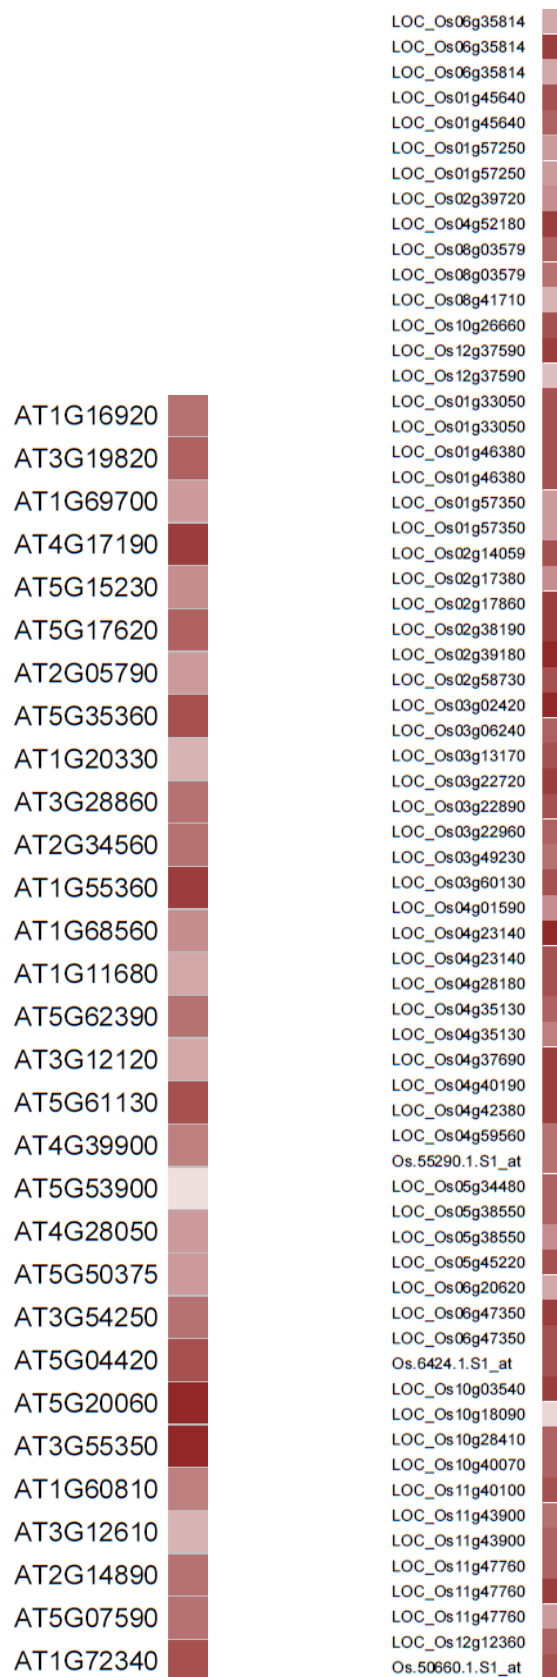 AT1G16920
AT3G19820
AT1G69700
AT4G17190
AT5G15230
AT5G17620
AT2G05790
AT5G35360
AT1G20330
AT3G28860
AT2G34560
AT1G55360
AT1G68560
AT1G11680
AT5G62390
AT3G12120
AT5G61130
AT4G39900
AT5G53900
AT4G28050
AT5G50375
AT3G54250
AT5G04420
AT5G20060
AT3G55350
AT1G60810
AT3G12610
AT2G14890
AT5G07590
AT1G72340
LOC_Os06g35814
LOC_Os06g35814
LOC_Os06g35814
LOC_Os01g45640
LOC_Os01g45640
LOC_Os01g57250
LOC_Os01g57250
LOC_Os02g39720
LOC_Os04g52180
LOC_Os08g03579
LOC_Os08g03579
LOC_Os08g41710
LOC_Os10g26660
LOC_Os12g37590
LOC_Os12g37590
LOC_Os01g33050
LOC_Os01g33050
LOC_Os01g46380
LOC_Os01g46380
LOC_Os01g57350
LOC_Os01g57350
LOC_Os02g14059
LOC_Os02g17380
LOC_Os02g17860
LOC_Os02g38190
LOC_Os02g39180
LOC_Os02g58730
LOC_Os03g02420
LOC_Os03g06240
LOC_Os03g13170
LOC_Os03g22720
LOC_Os03g22890
LOC_Os03g22960
LOC_Os03g49230
LOC_Os03g60130
LOC_Os04g01590
LOC_Os04g23140
LOC_Os04g23140
LOC_Os04g28180
LOC_Os04g35130
LOC_Os04g35130
LOC_Os04g37690
LOC_Os04g40190
LOC_Os04g42380
LOC_Os04g59560
Os.55290.1.S1_at
LOC_Os05g34480
LOC_Os05g38550
LOC_Os05g38550
LOC_Os05g45220
LOC_Os06g20620
LOC_Os06g47350
LOC_Os06g47350
Os.6424.1.S1_at
LOC_Os10g03540
LOC_Os10g18090
LOC_Os10g28410
LOC_Os10g40070
LOC_Os11g40100
LOC_Os11g43900
LOC_Os11g43900
LOC_Os11g47760
LOC_Os11g47760
LOC_Os11g47760
LOC_Os12g12360
Os.50660.1.S1_at